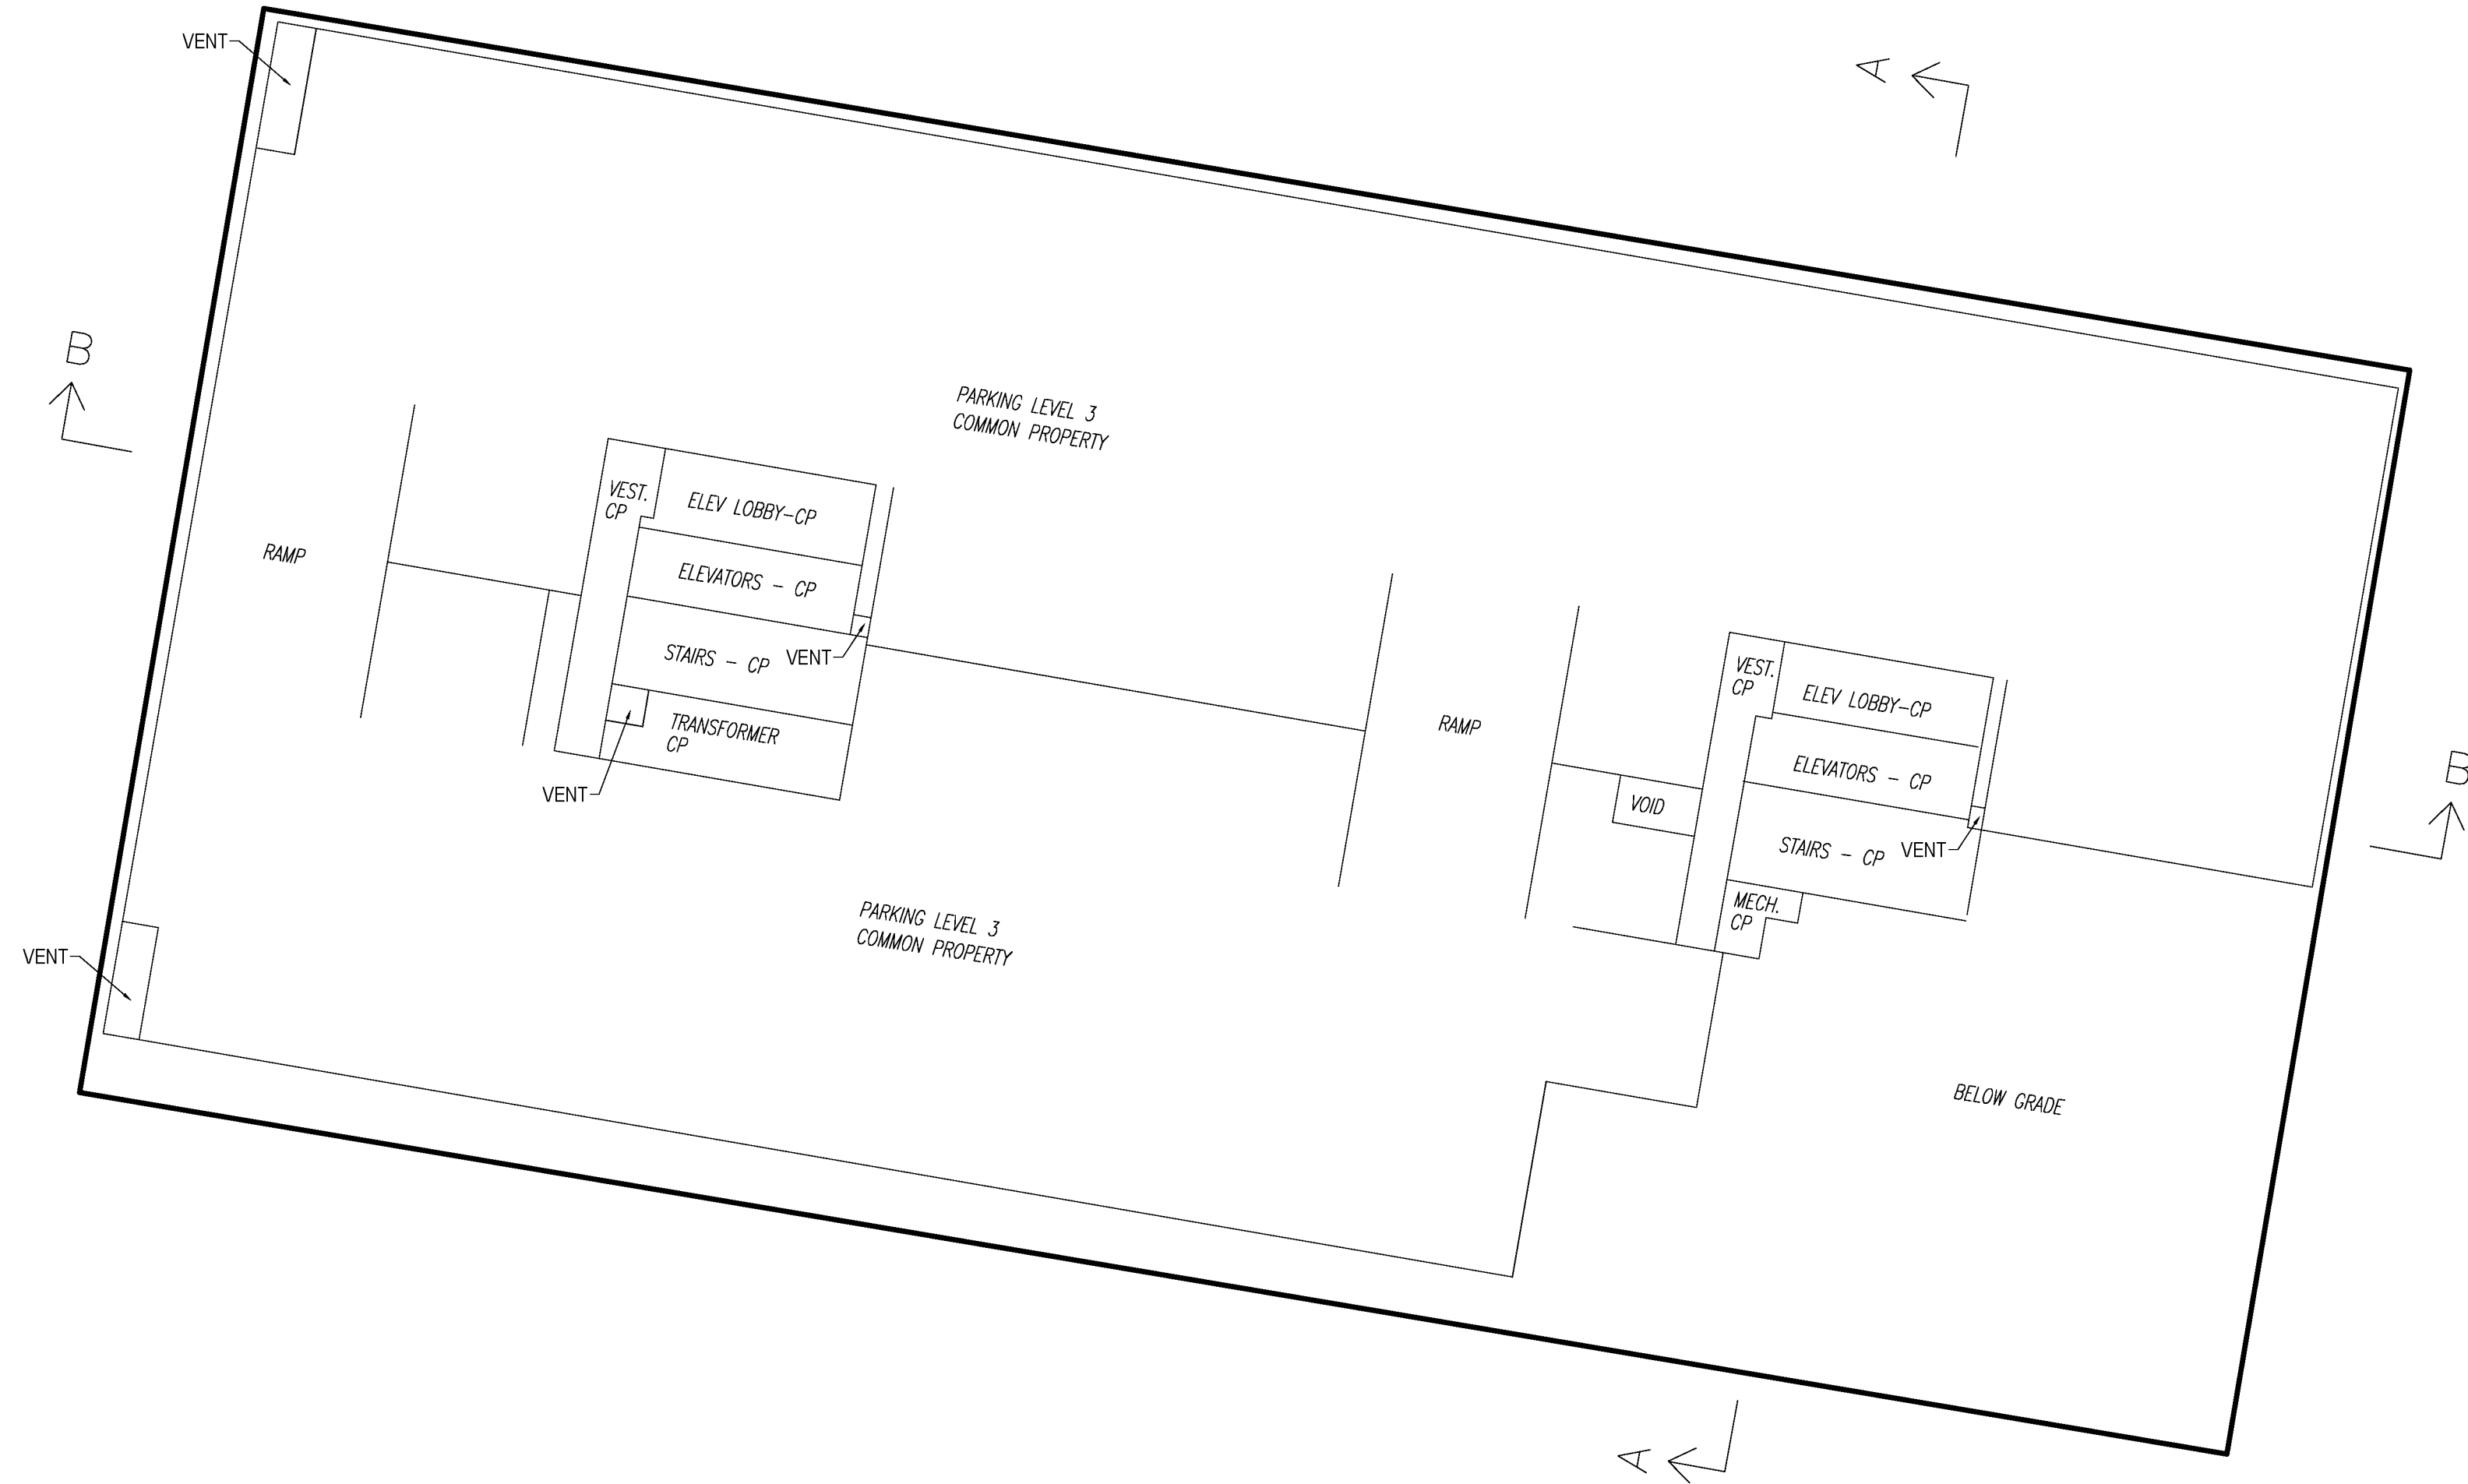 VENT
A
B
PARKING LEVEL 3
COMMON PROPERTY
VEST.
CP
ELEV LOBBY-CP
RAMP
ELEVATORS - CP
STAIRS - CP
VENT
TRANSFORMER
CP
VENT
RAMP
VEST.
CP
ELEV LOBBY-CP
B
ELEVATORS - CP
VOID
STAIRS - CP
VENT
MECH.
CP
PARKING LEVEL 3
COMMON PROPERTY
VENT
BELOW GRADE
A